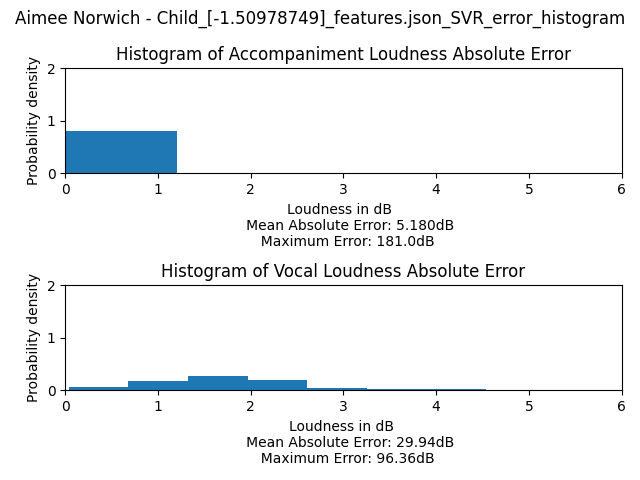 Aimee Norwich - Child_[-1.50978749]_features.json_SVR_error_histogram
Histogram of Accompaniment Loudness Absolute Error
Probability density
2
1
0
0 1 2 3 4 5 6
Loudness in dB
Mean Absolute Error: 5.180dB
Maximum Error: 181.0dB
Histogram of Vocal Loudness Absolute Error
Probability density
2
1
0
0 1 2 3 4 5 6
Loudness in dB
Mean Absolute Error: 29.94dB
Maximum Error: 96.36dB